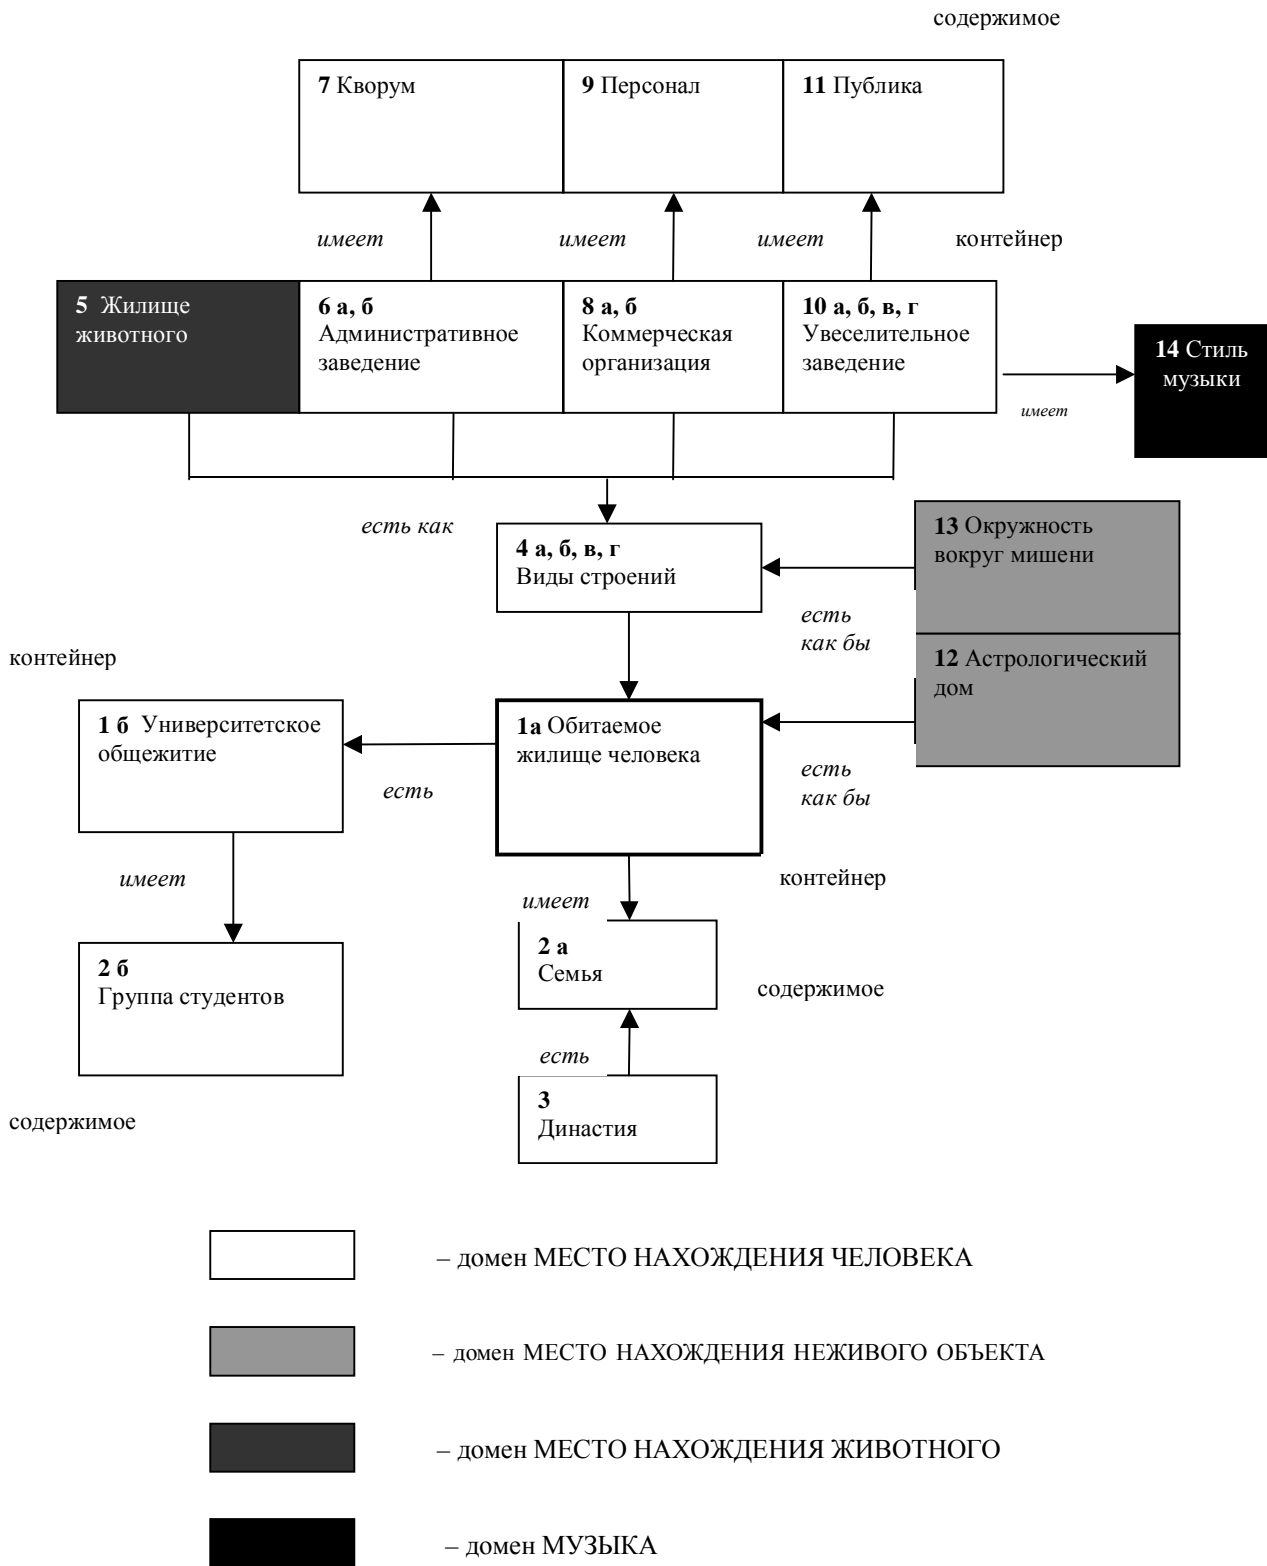 содержимое
7 Кворум
9 Персонал
11 Публика
имеет
имеет
имеет
контейнер
5 Жилище
животного
6 а, б
Административное
заведение
8 а, б
Коммерческая
организация
10 а, б, в, г
Увеселительное
заведение
14 Стиль
музыки
имеет
есть как
4 а, б, в, г
Виды строений
13 Окружность
вокруг мишени
есть
как бы
контейнер
12 Астрологический
дом
1 б Университетское
общежитие
1а Обитаемое
жилище человека
есть
есть
как бы
имеет
контейнер
имеет
2 а
Семья
2 б
Группа студентов
содержимое
есть
3
Династия
содержимое
– домен МЕСТО НАХОЖДЕНИЯ ЧЕЛОВЕКА
– домен МЕСТО НАХОЖДЕНИЯ НЕЖИВОГО ОБЪЕКТА
– домен МЕСТО НАХОЖДЕНИЯ ЖИВОТНОГО
– домен МУЗЫКА